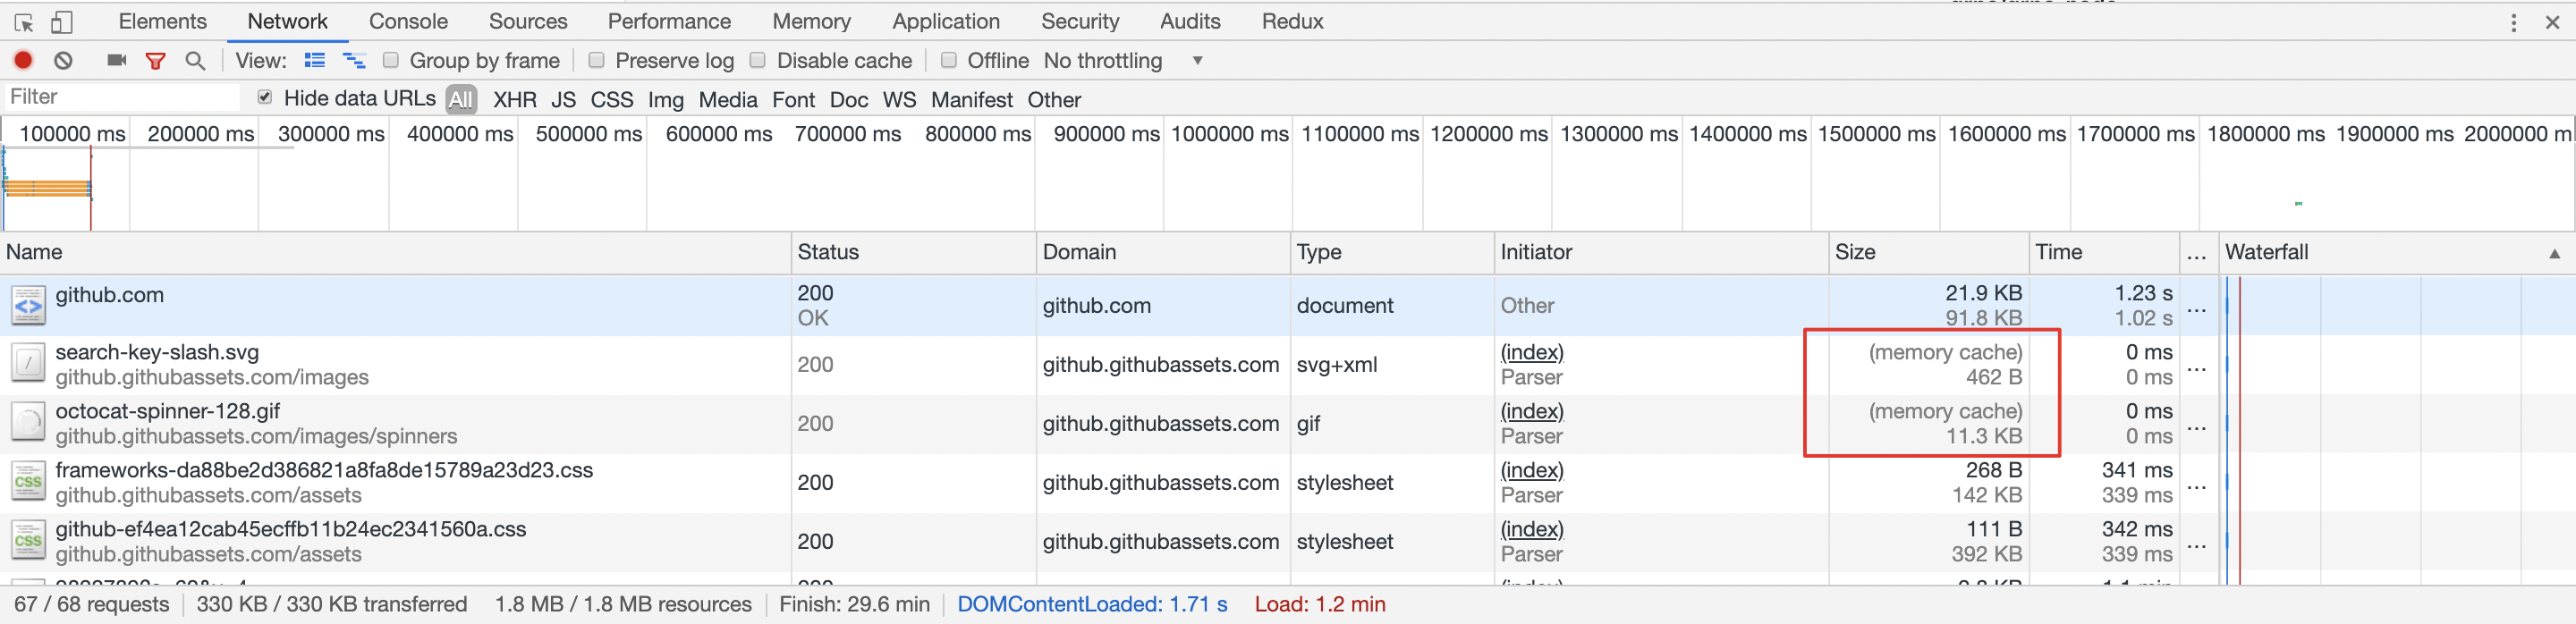 Elements Network Console Sources Performance Memory Application Security Audits Redux
View: Group by frame Preserve log Disable cache Offline No throttling
Filter Hide data URLs All XHR JS CSS Img Media Font Doc WS Manifest Other
100000 ms 200000 ms 300000 ms 400000 ms 500000 ms 600000 ms 700000 ms 800000 ms 900000 ms 1000000 ms 1100000 ms 1200000 ms 1300000 ms 1400000 ms 1500000 ms 1600000 ms 1700000 ms 1800000 ms 1900000 ms 2000000 m
Name Status Domain Type Initiator Size Time ... Waterfall
github.com 200 github.com document Other 21.9 KB 1.23 s ...
OK 91.8 KB 1.02 s
search-key-slash.svg 200 github.githubassets.com svg+xml (index) (memory cache) 0 ms ...
github.githubassets.com/images Parser 462 B 0 ms
octocat-spinner-128.gif 200 github.githubassets.com gif (index) (memory cache) 0 ms ...
github.githubassets.com/images/spinners Parser 11.3 KB 0 ms
frameworks-da88be2d386821a8fa8de15789a23d23.css 200 github.githubassets.com stylesheet (index) 268 B 341 ms ...
github.githubassets.com/assets Parser 142 KB 339 ms
github-ef4ea12cab45ecffb11b24ec2341560a.css 200 github.githubassets.com stylesheet (index) 111 B 342 ms ...
github.githubassets.com/assets Parser 392 KB 339 ms
67 / 68 requests 330 KB / 330 KB transferred 1.8 MB / 1.8 MB resources Finish: 29.6 min DOMContentLoaded: 1.71 s Load: 1.2 min